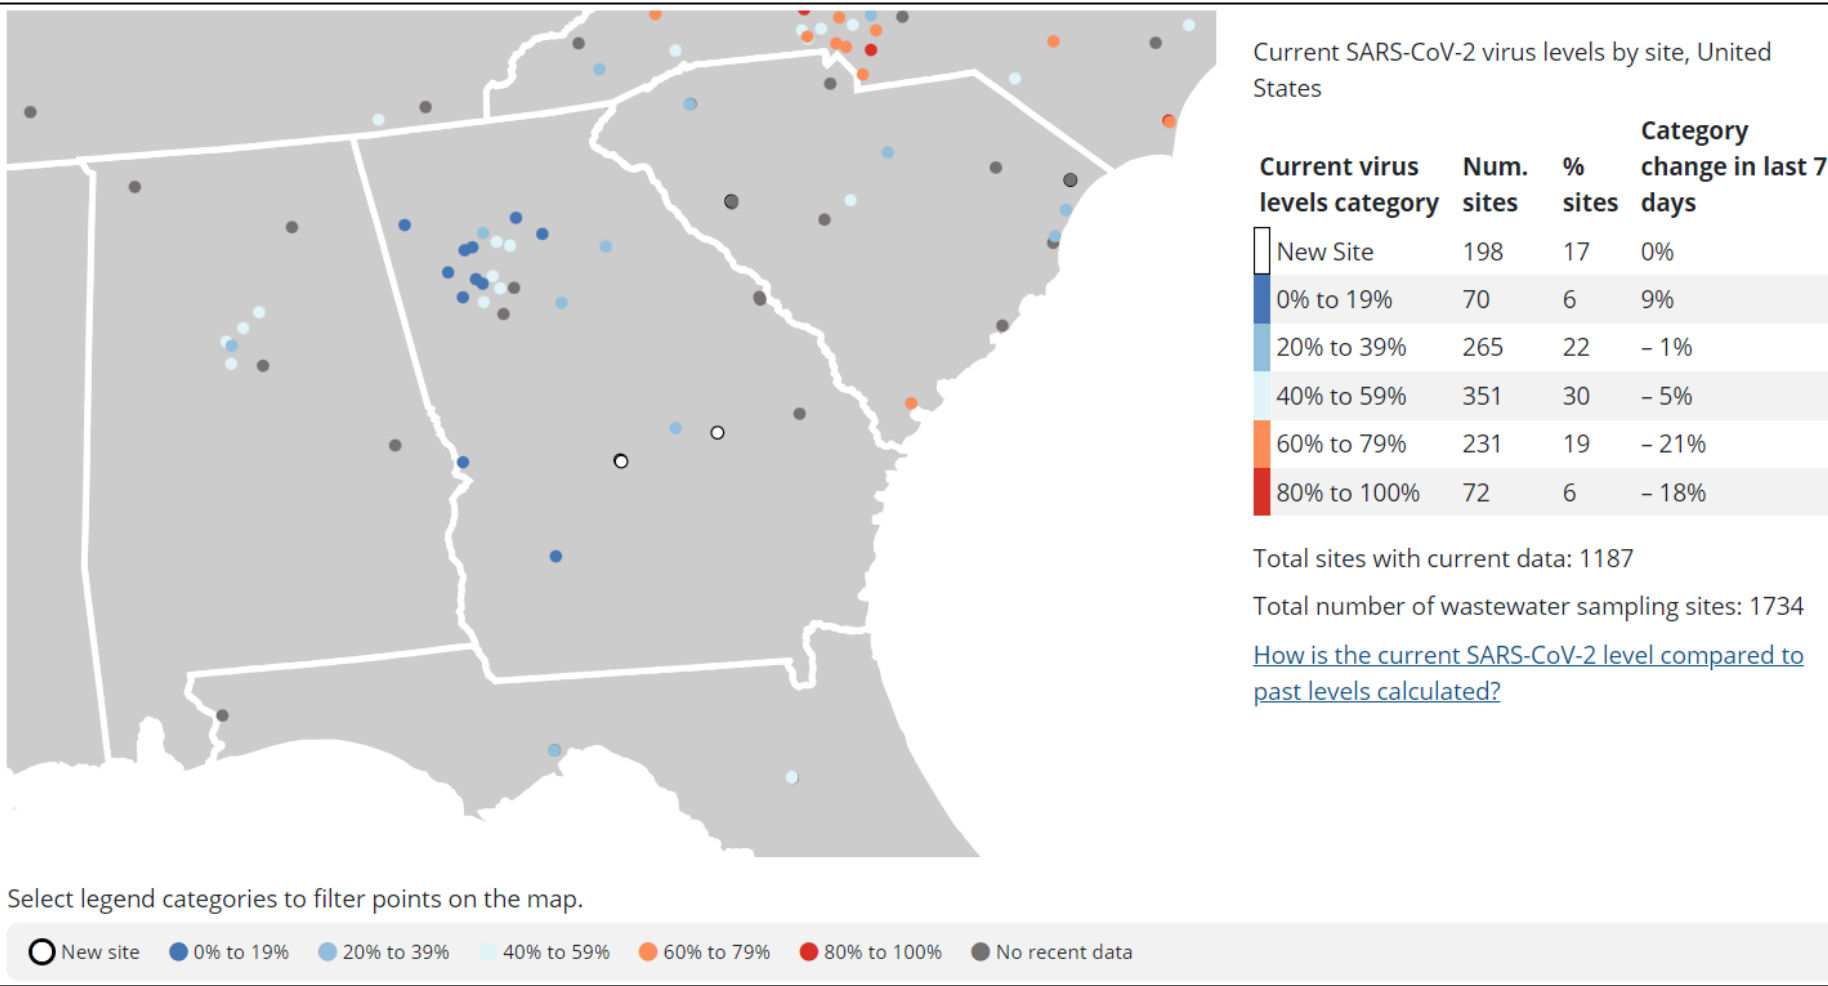 Current SARS-CoV-2 virus levels by site, United
States
Current virus levels category Num. sites % sites Category change in last 7 days
New Site 198 17 0%
0% to 19% 70 6 9%
20% to 39% 265 22 – 1%
40% to 59% 351 30 – 5%
60% to 79% 231 19 – 21%
80% to 100% 72 6 – 18%
Total sites with current data: 1187
Total number of wastewater sampling sites: 1734
How is the current SARS-CoV-2 level compared to
past levels calculated?
Select legend categories to filter points on the map.
New site 0% to 19% 20% to 39% 40% to 59% 60% to 79% 80% to 100% No recent data